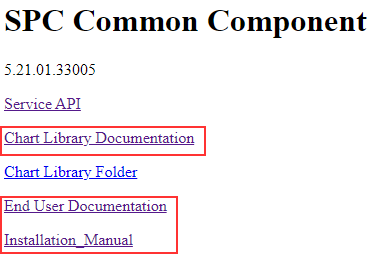 SPC Common Component
5.21.01.33005
Service API
Chart Library Documentation
Chart Library Folder
End User Documentation
Installation_Manual